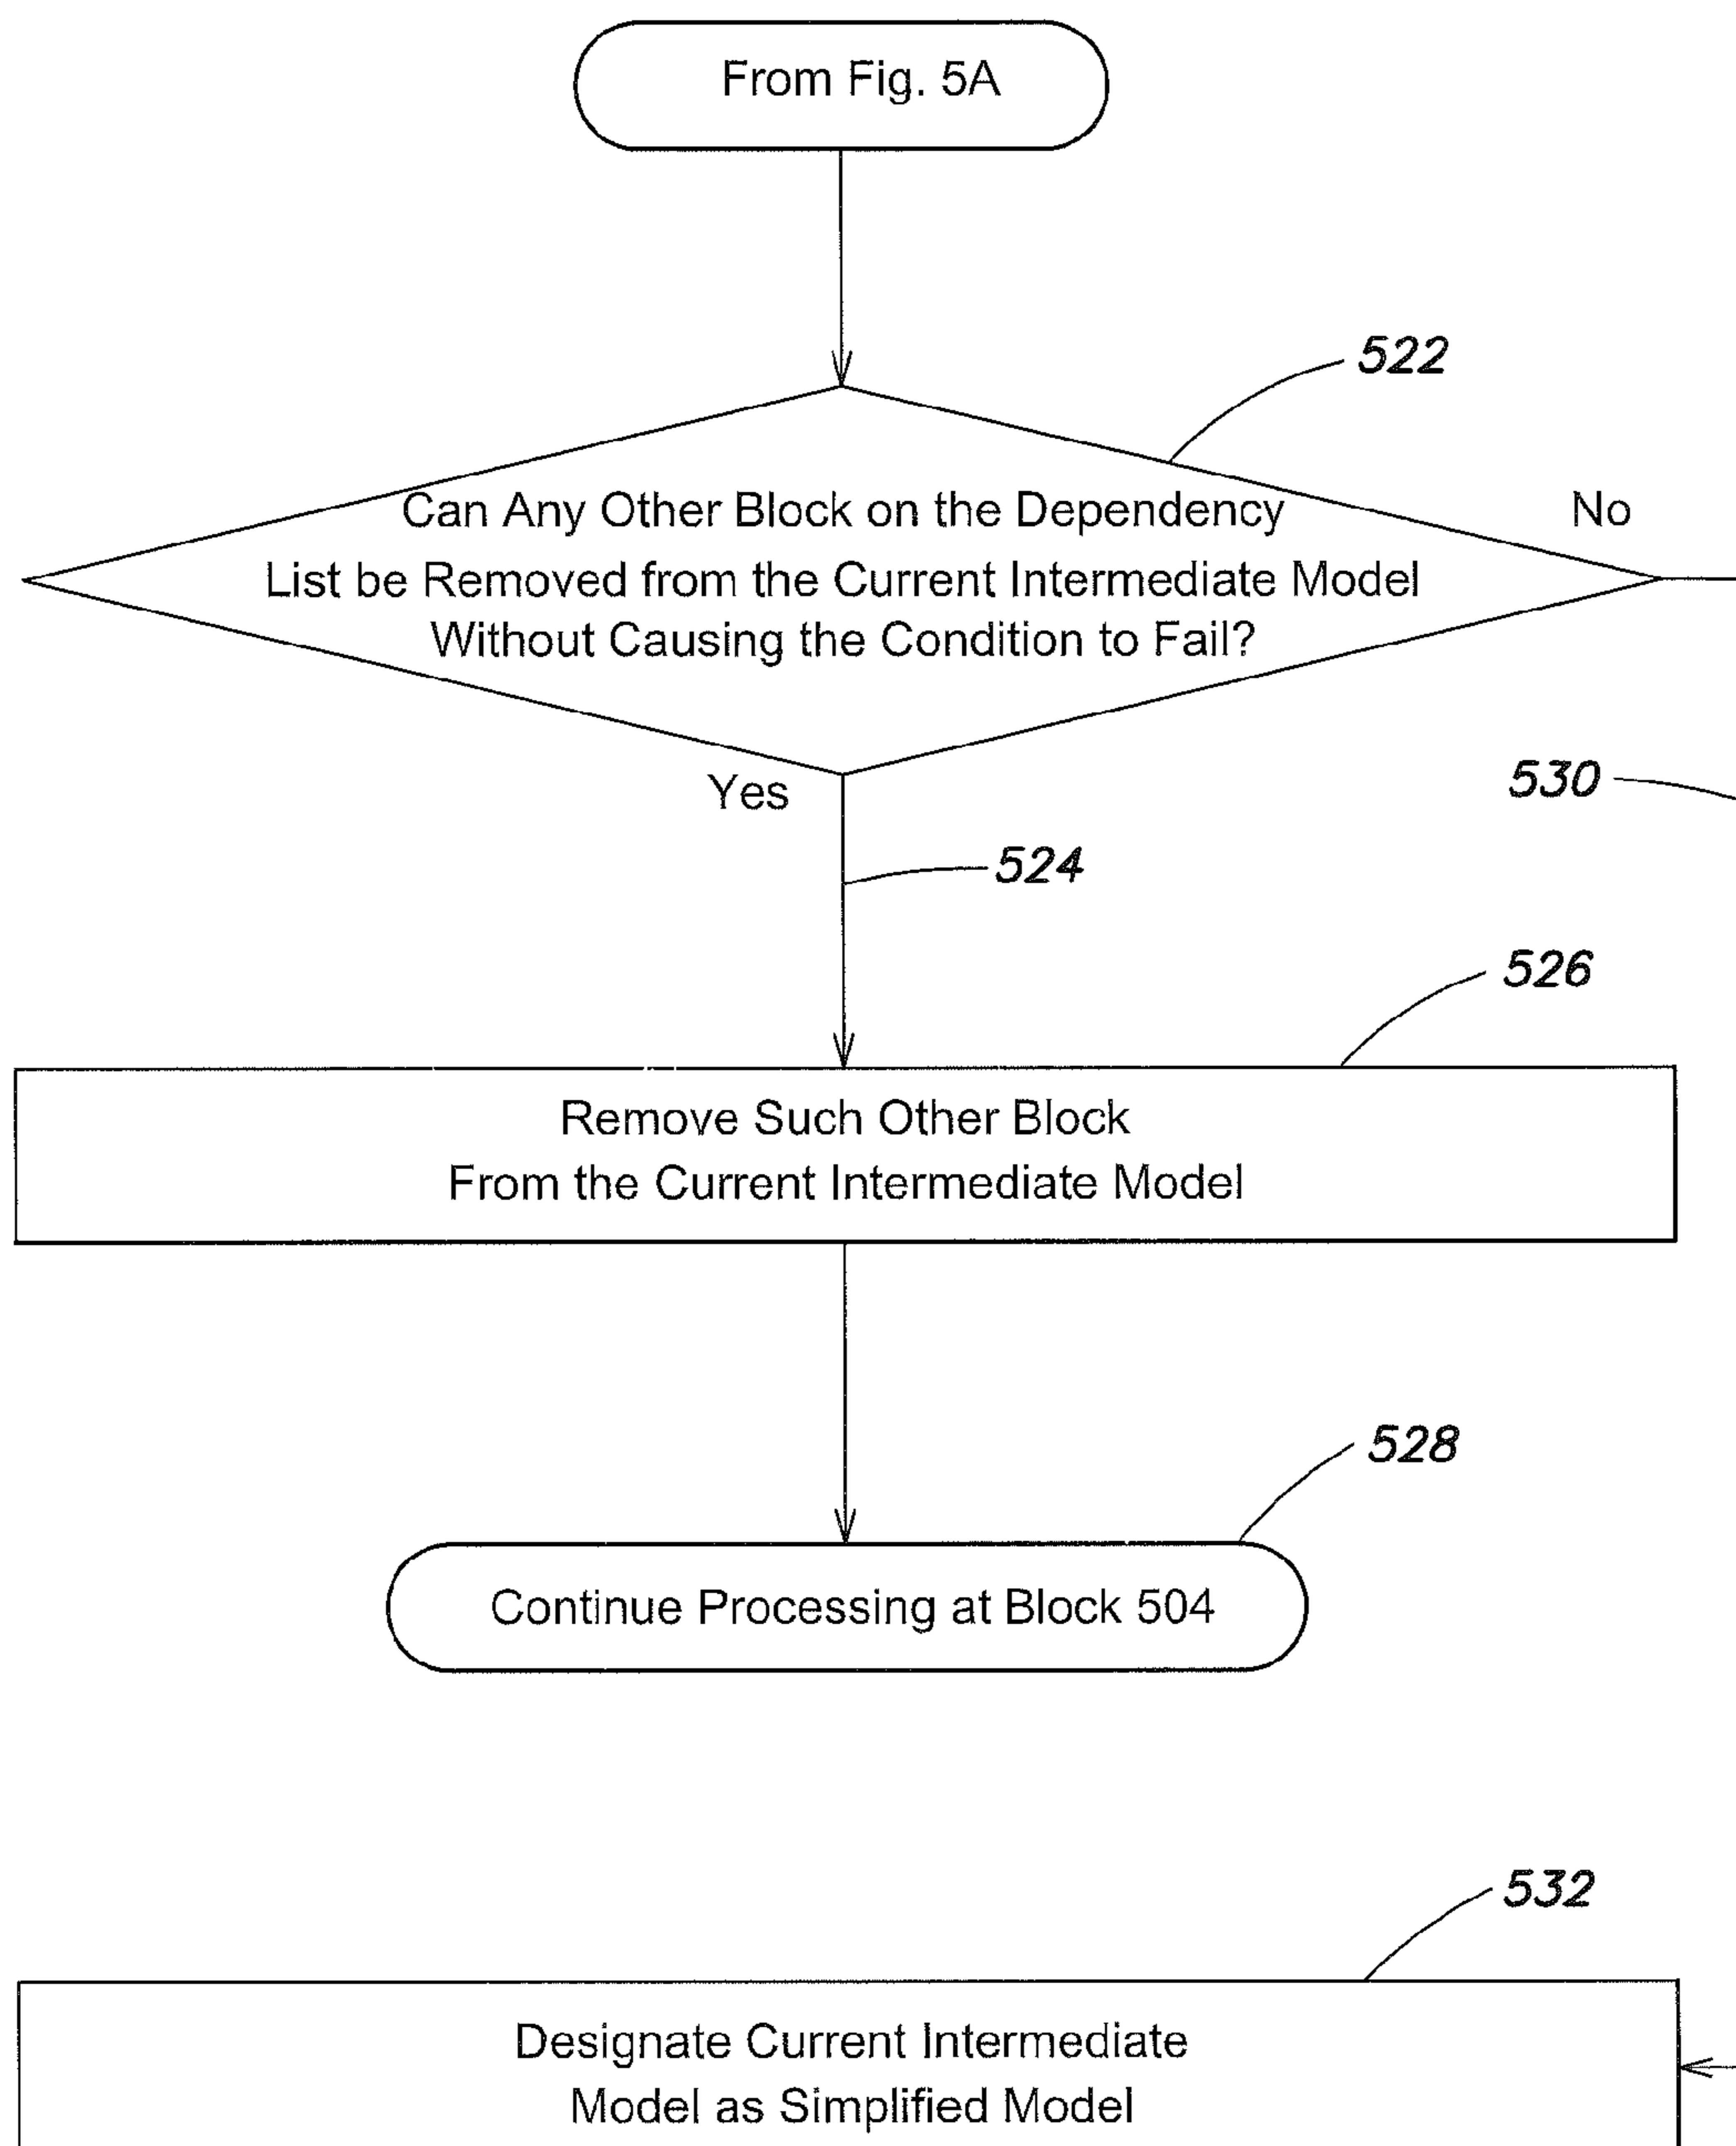 From Fig. 5A
522
Can Any Other Block on the Dependency
List be Removed from the Current Intermediate Model
Without Causing the Condition to Fail?
No
Yes
530
524
526
Remove Such Other Block
From the Current Intermediate Model
528
Continue Processing at Block 504
532
Designate Current Intermediate
Model as Simplified Model